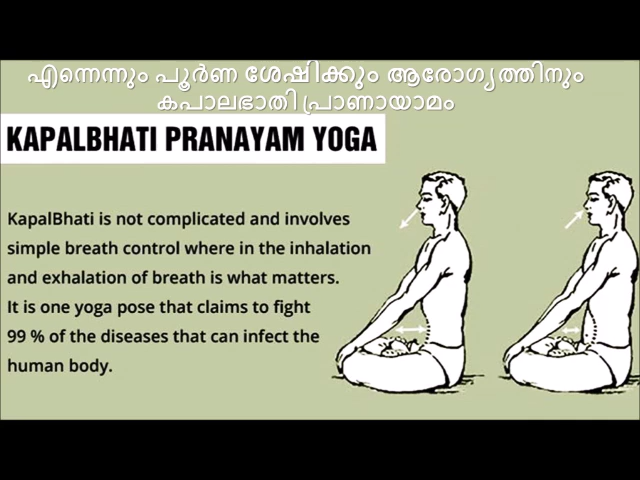 എന്നെന്നും പൂർണ ശേഷിക്കും ആരോഗ്യത്തിനും
കപാലഭാതി പ്രാണായാമം
KAPALBHATI PRANAYAM YOGA
KapalBhati is not complicated and involves
simple breath control where in the inhalation
and exhalation of breath is what matters.
It is one yoga pose that claims to fight
99 % of the diseases that can infect the
human body.